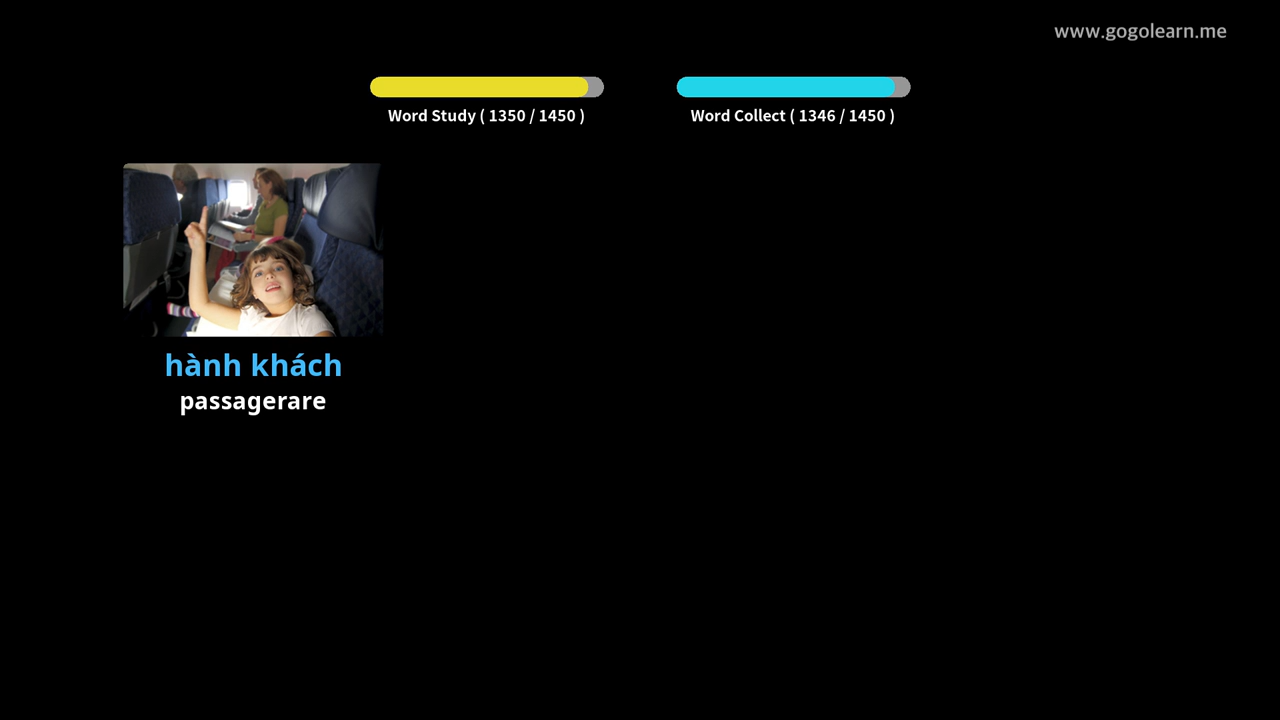 www.gogolearn.me
Word Study ( 1350 / 1450 )
Word Collect ( 1346 / 1450 )
hành khách
passagerare